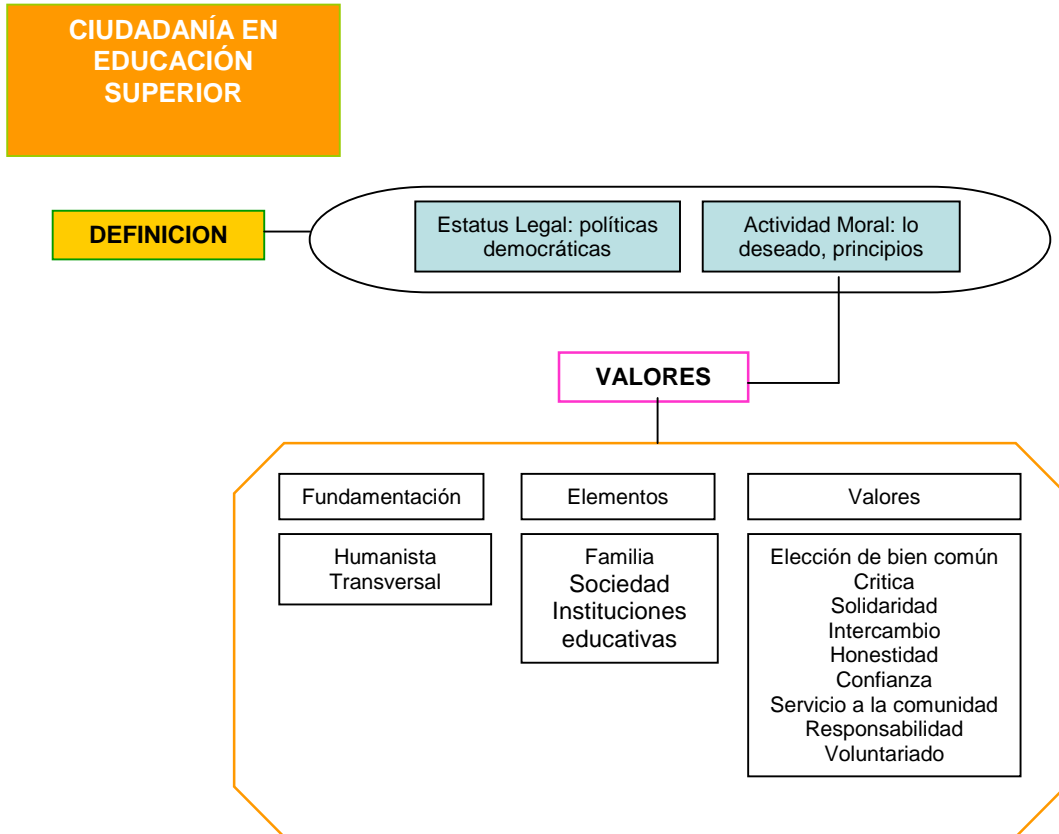 CIUDADANÍA EN
EDUCACIÓN
SUPERIOR
DEFINICION
Estatus Legal: políticas
democráticas
Actividad Moral: lo
deseado, principios
VALORES
Fundamentación
Elementos
Valores
Humanista
Transversal
Familia
Sociedad
Instituciones
educativas
Elección de bien común
Critica
Solidaridad
Intercambio
Honestidad
Confianza
Servicio a la comunidad
Responsabilidad
Voluntariado